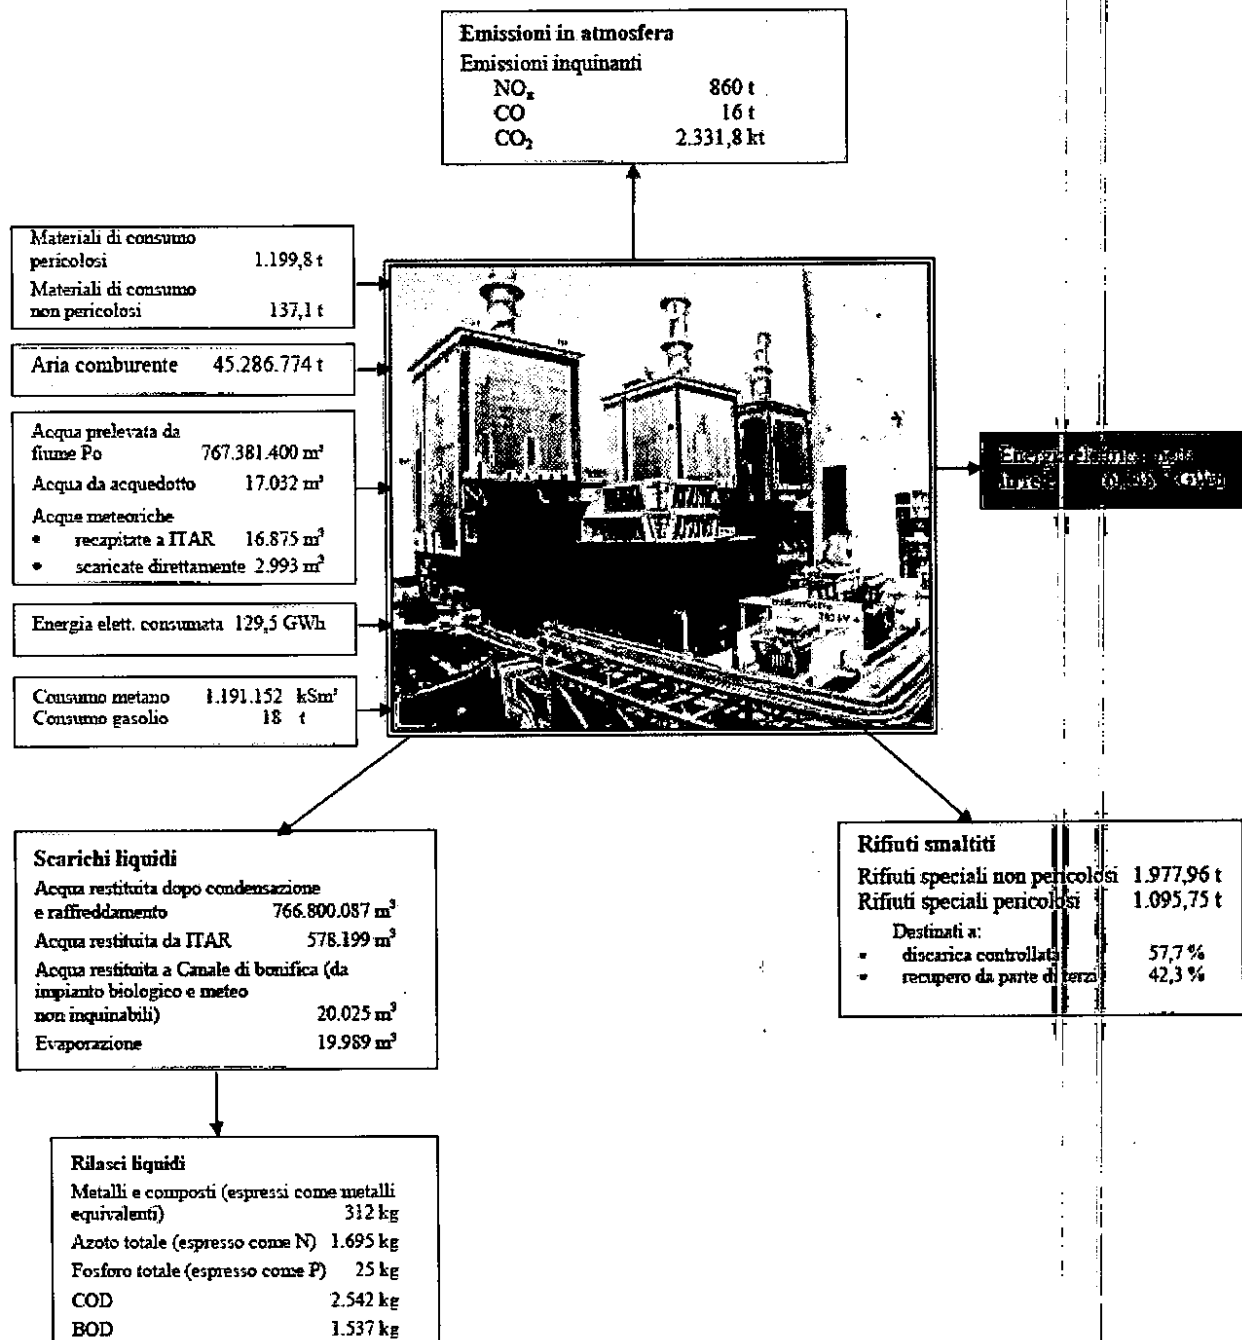 Emissioni in atmosfera
Emissioni inquinanti
NOx 860 t
CO 16 t
CO2 2.331,8 kt
Materiali di consumo
pericolosi 1.199,8 t
Materiali di consumo
non pericolosi 137,1 t
Aria comburente 45.286.774 t
Acqua prelevata da
fiume Po 767.381.400 m³
Acqua da acquedotto 17.032 m³
Acque meteoriche
• recapitate a ITAR 16.875 m³
• scaricate direttamente 2.993 m³
Energia elett. consumata 129,5 GWh
Consumo metano 1.191.152 kSm³
Consumo gasolio 18 t
Energia elettrica
in rete
Scarichi liquidi
Acqua restituita dopo condensazione
e raffreddamento 766.800.087 m³
Acqua restituita da ITAR 578.199 m³
Acqua restituita a Canale di bonifica (da
impianto biologico e meteo
non inquinabili) 20.025 m³
Evaporazione 19.989 m³
Rifiuti smaltiti
Rifiuti speciali non pericolosi 1.977,96 t
Rifiuti speciali pericolosi 1.095,75 t
Destinati a:
• discarica controllata 57,7 %
• recupero da parte di terzi 42,3 %
Rilasci liquidi
Metalli e composti (espressi come metalli
equivalenti) 312 kg
Azoto totale (espresso come N) 1.695 kg
Fosforo totale (espresso come P) 25 kg
COD 2.542 kg
BOD 1.537 kg